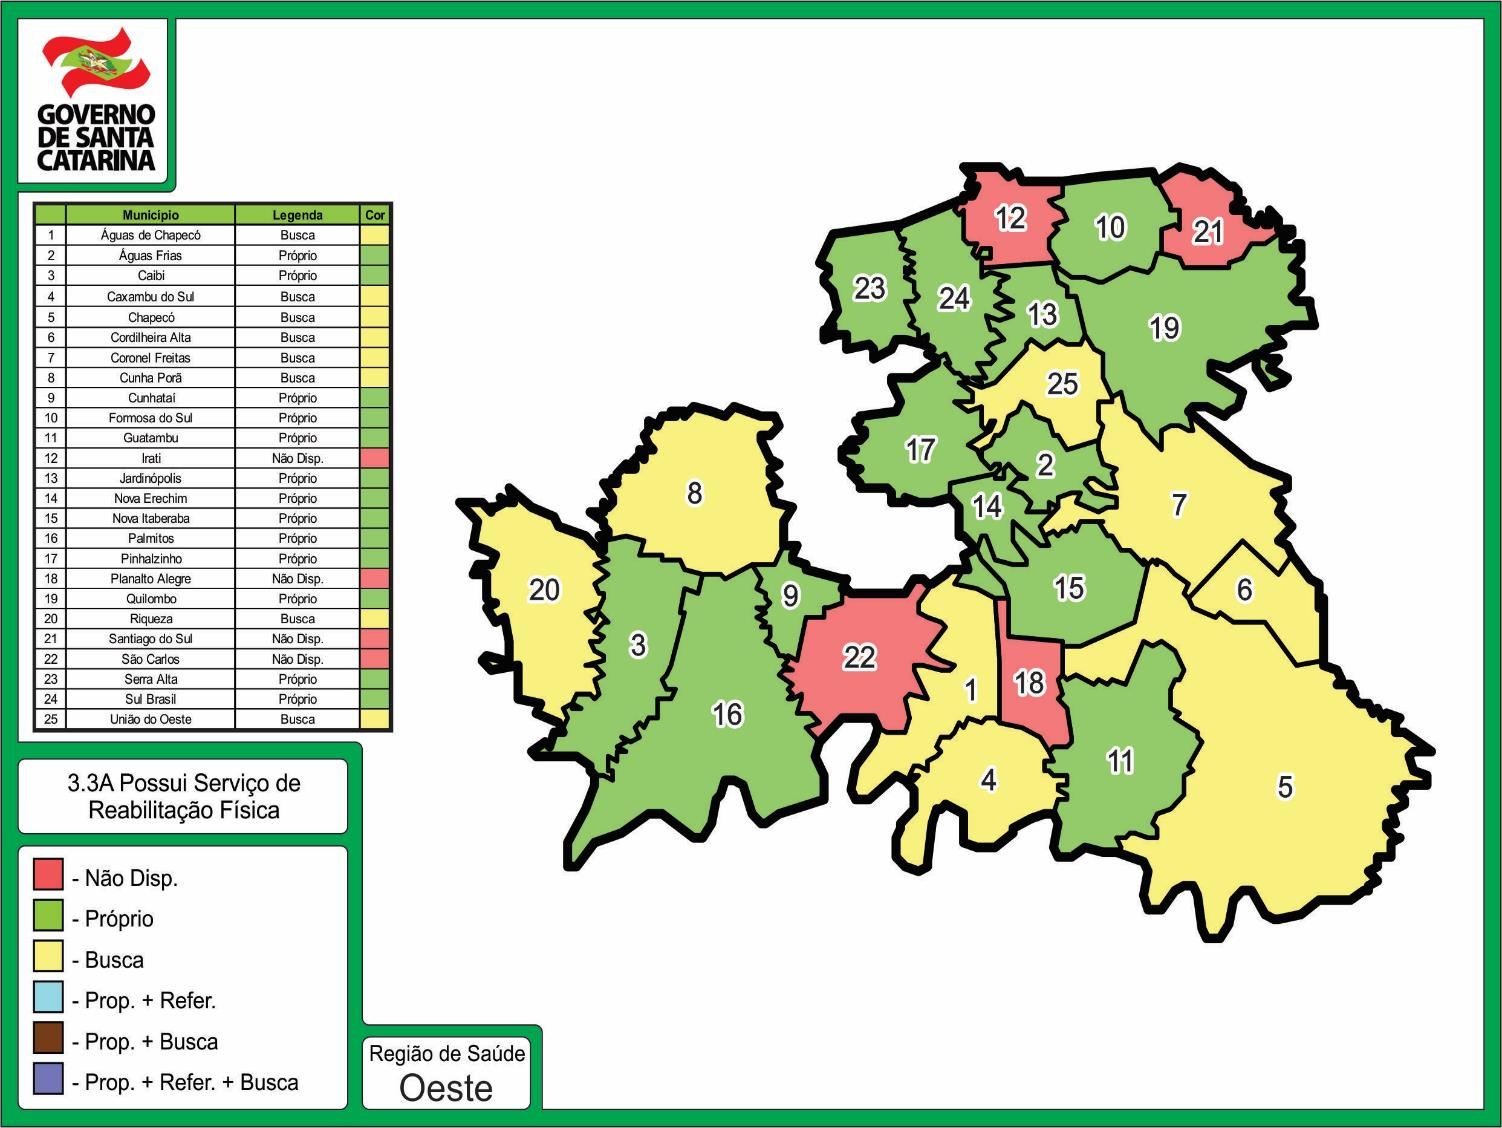 GOVERNO
DE SANTA
CATARINA
Município Legenda Cor
1 Águas de Chapecó Busca
2 Águas Frias Próprio
3 Caibi Próprio
4 Caxambu do Sul Busca
5 Chapecó Busca
6 Cordilheira Alta Busca
7 Coronel Freitas Busca
8 Cunha Porã Busca
9 Cunhataí Próprio
10 Formosa do Sul Próprio
11 Guatambu Próprio
12 Irati Não Disp.
13 Jardinópolis Próprio
14 Nova Erechim Próprio
15 Nova Itaberaba Próprio
16 Palmitos Próprio
17 Pinhalzinho Próprio
18 Planalto Alegre Não Disp.
19 Quilombo Próprio
20 Riqueza Busca
21 Santiago do Sul Não Disp.
22 São Carlos Não Disp.
23 Serra Alta Próprio
24 Sul Brasil Próprio
25 União do Oeste Busca
3.3A Possui Serviço de
Reabilitação Física
- Não Disp.
- Próprio
- Busca
- Prop. + Refer.
- Prop. + Busca
- Prop. + Refer. + Busca
Região de Saúde
Oeste
12
10
21
23
24
13
19
25
17
2
8
14
7
20
9
15
6
3
22
1
18
16
4
11
5